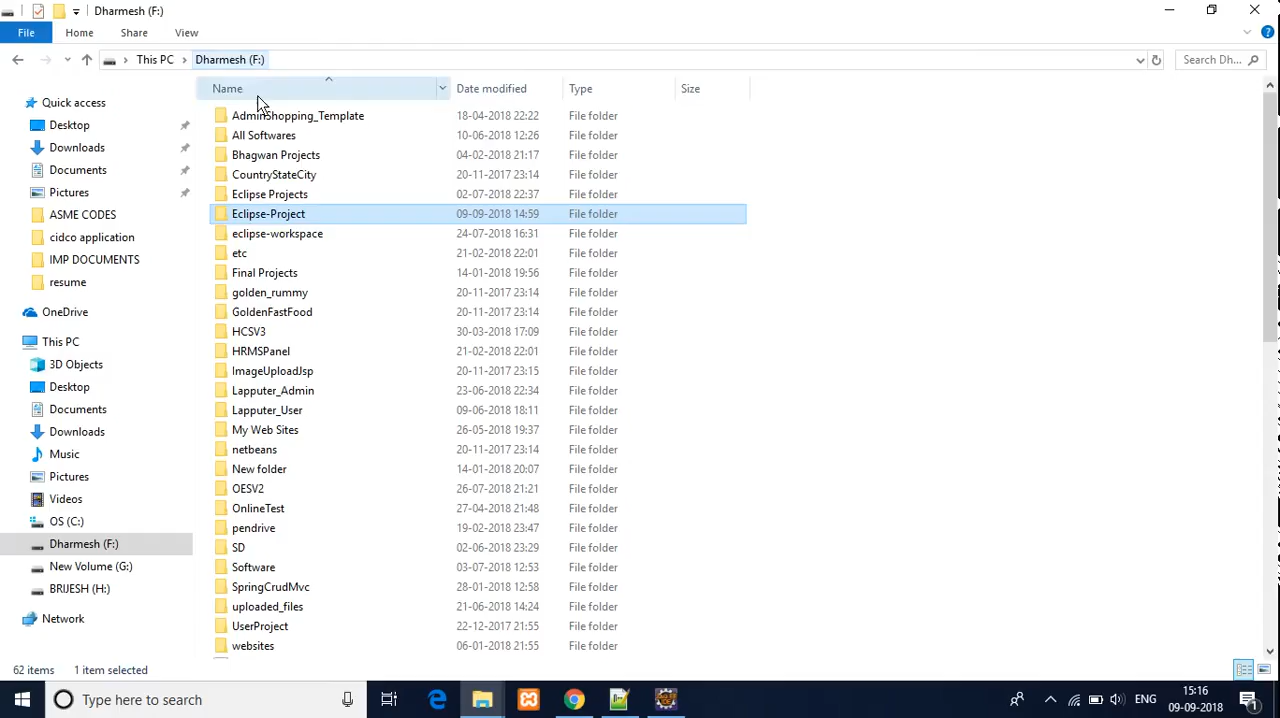 Dharmesh (F:)
File Home Share View
This PC Dharmesh (F:) Search Dh...
Name Date modified Type Size
Quick access
Desktop
Downloads
Documents
Pictures
ASME CODES
cidco application
IMP DOCUMENTS
resume
OneDrive
This PC
3D Objects
Desktop
Documents
Downloads
Music
Pictures
Videos
OS (C:)
Dharmesh (F:)
New Volume (G:)
BRIJESH (H:)
Network
AdminShopping_Template 18-04-2018 22:22 File folder
All Softwares 10-06-2018 12:26 File folder
Bhagwan Projects 04-02-2018 21:17 File folder
CountryStateCity 20-11-2017 23:14 File folder
Eclipse Projects 02-07-2018 22:37 File folder
Eclipse-Project 09-09-2018 14:59 File folder
eclipse-workspace 24-07-2018 16:31 File folder
etc 21-02-2018 22:01 File folder
Final Projects 14-01-2018 19:56 File folder
golden_rummy 20-11-2017 23:14 File folder
GoldenFastFood 20-11-2017 23:14 File folder
HCSV3 30-03-2018 17:09 File folder
HRMSPanel 21-02-2018 22:01 File folder
ImageUploadJsp 20-11-2017 23:15 File folder
Lapputer_Admin 23-06-2018 22:34 File folder
Lapputer_User 09-06-2018 18:11 File folder
My Web Sites 26-05-2018 19:37 File folder
netbeans 20-11-2017 23:14 File folder
New folder 14-01-2018 20:07 File folder
OESV2 26-07-2018 21:21 File folder
OnlineTest 27-04-2018 21:48 File folder
pendrive 19-02-2018 23:47 File folder
SD 02-06-2018 23:29 File folder
Software 03-07-2018 12:53 File folder
SpringCrudMvc 28-01-2018 12:58 File folder
uploaded_files 21-06-2018 14:24 File folder
UserProject 22-12-2017 21:55 File folder
websites 06-01-2018 21:55 File folder
62 items 1 item selected
Type here to search
ENG
15:16
09-09-2018
1